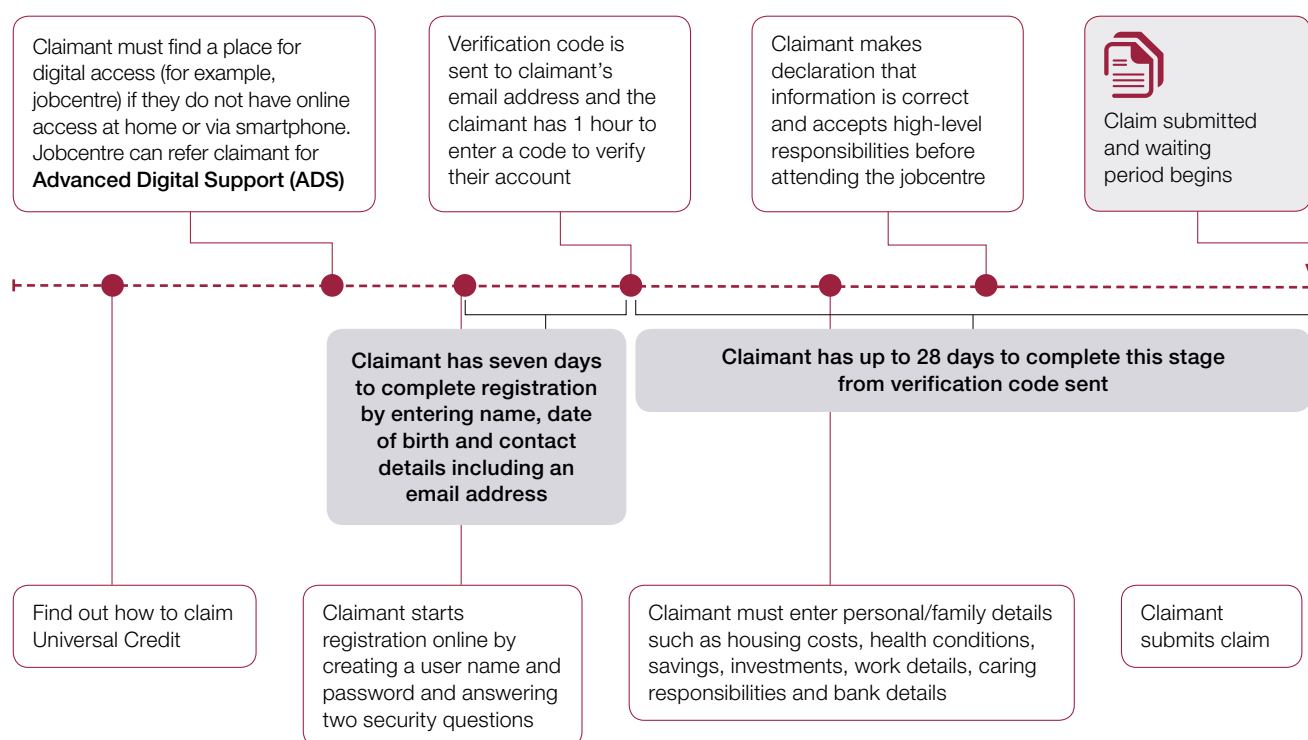 Claimant must find a place for
digital access (for example,
jobcentre) if they do not have online
access at home or via smartphone.
Jobcentre can refer claimant for
Advanced Digital Support (ADS)
Verification code is
sent to claimant’s
email address and the
claimant has 1 hour to
enter a code to verify
their account
Claimant makes
declaration that
information is correct
and accepts high-level
responsibilities before
attending the jobcentre
Claim submitted
and waiting
period begins
Claimant has seven days
to complete registration
by entering name, date
of birth and contact
details including an
email address
Claimant has up to 28 days to complete this stage
from verification code sent
Find out how to claim
Universal Credit
Claimant starts
registration online by
creating a user name and
password and answering
two security questions
Claimant must enter personal/family details
such as housing costs, health conditions,
savings, investments, work details, caring
responsibilities and bank details
Claimant
submits claim